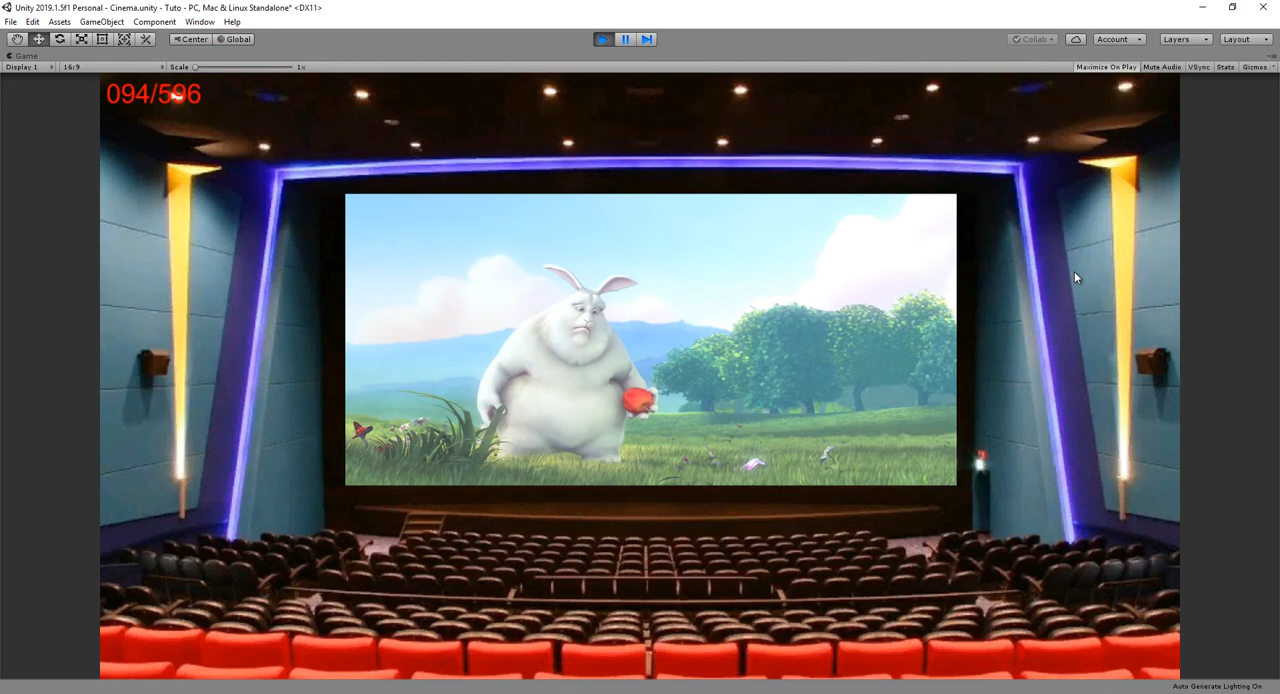 Unity 2019.1.5f1 Personal - Cinema.unity - Tuto - PC, Mac & Linux Standalone* <DX11>
File Edit Assets GameObject Component Window Help
Center Global Collab Account Layers Layout
Game
Display 1 16:9 Scale 1x Maximize On Play Mute Audio VSync Stats Gizmos
094/596
Auto Generate Lighting On